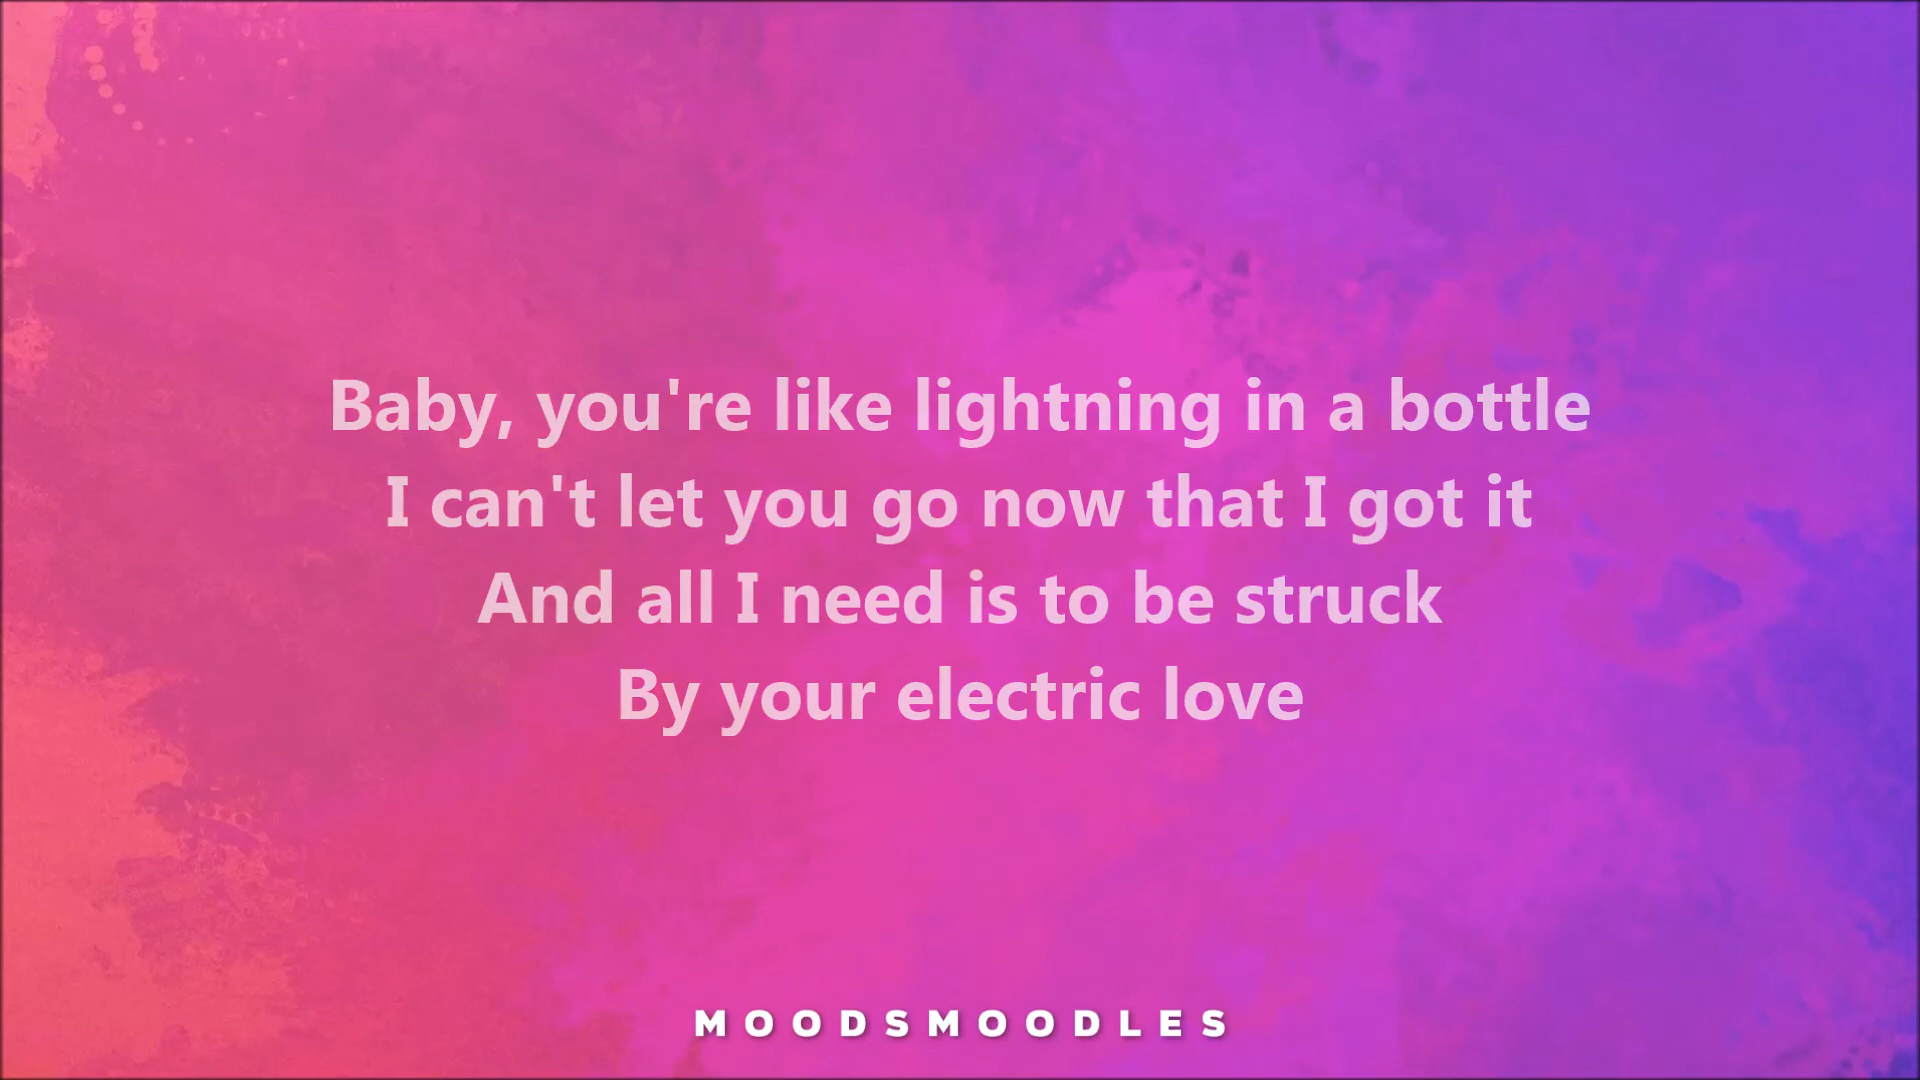 Baby, you're like lightning in a bottle
I can't let you go now that I got it
And all I need is to be struck
By your electric love
MOODSMOODLES